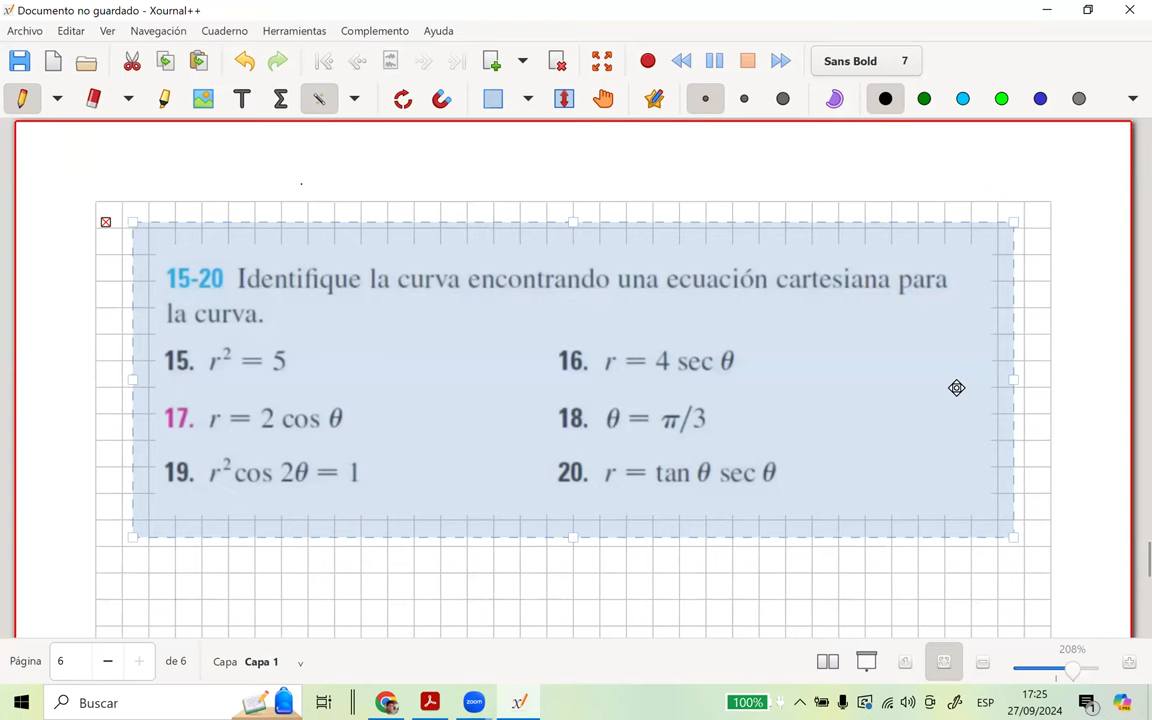 Documento no guardado - Xournal++
Archivo Editar Ver Navegación Cuaderno Herramientas Complemento Ayuda
Sans Bold 7
15-20 Identifique la curva encontrando una ecuación cartesiana para
la curva.
15. r² = 5 16. r = 4 sec θ
17. r = 2 cos θ 18. θ = π/3
19. r² cos 2θ = 1 20. r = tan θ sec θ
Página 6 de 6 Capa Capa 1 208%
Buscar zoom 100% ESP 17:25
27/09/2024 1